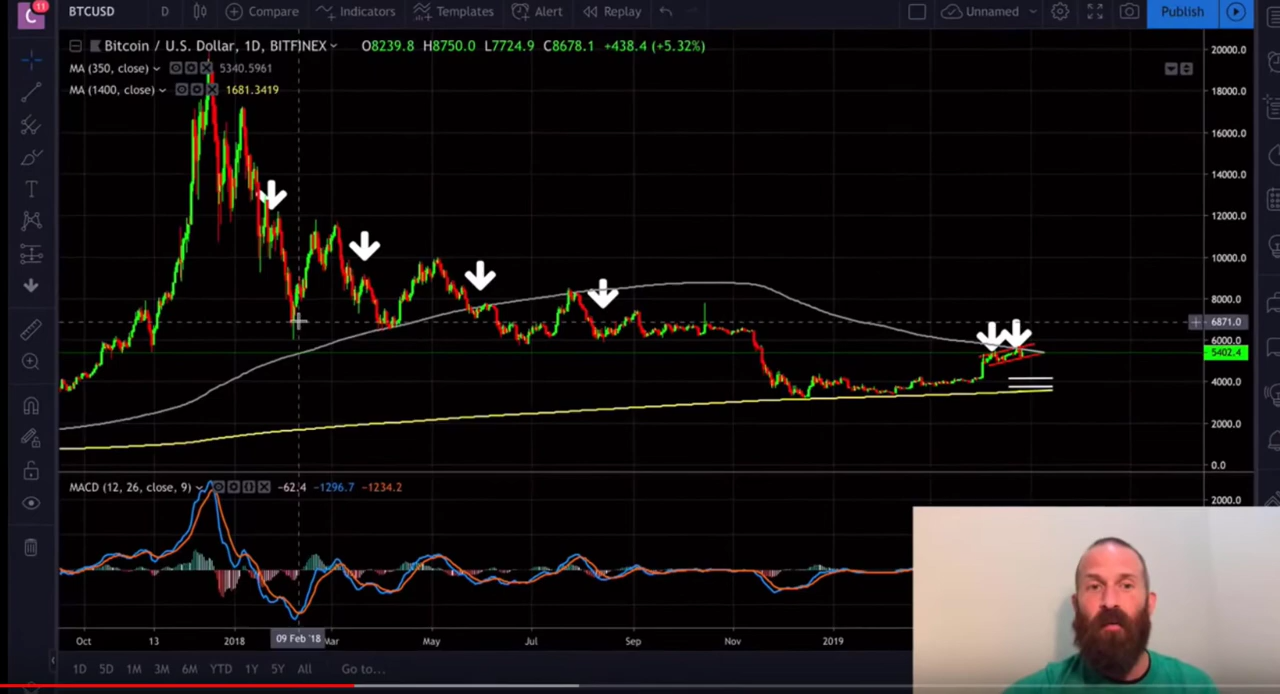 C 11 BTCUSD D Compare Indicators Templates Alert Replay Unnamed Publish
Bitcoin / U.S. Dollar, 1D, BITFINEX O8239.8 H8750.0 L7724.9 C8678.1 +438.4 (+5.32%)
MA (350, close) 5340.5961
MA (1400, close) 1681.3419
20000.0
18000.0
16000.0
14000.0
12000.0
10000.0
8000.0
6871.0
6000.0
5402.4
4000.0
2000.0
0.0
MACD (12, 26, close, 9) -62.4 -1296.7 -1234.2
2000.0
Oct 13 2018 09 Feb '18 Mar May Jul Sep Nov 2019
1D 5D 1M 3M 6M YTD 1Y 5Y All Go to...